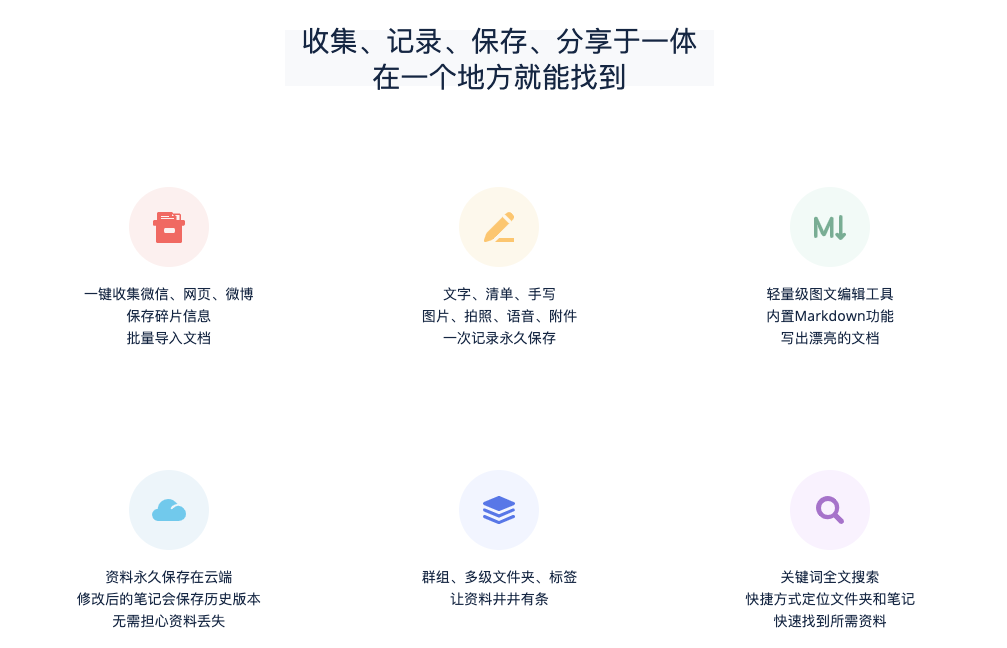 收集、记录、保存、分享于一体
在一个地方就能找到
一键收集微信、网页、微博
保存碎片信息
批量导入文档
文字、清单、手写
图片、拍照、语音、附件
一次记录永久保存
M↓
轻量级图文编辑工具
内置Markdown功能
写出漂亮的文档
资料永久保存在云端
修改后的笔记会保存历史版本
无需担心资料丢失
群组、多级文件夹、标签
让资料井井有条
关键词全文搜索
快捷方式定位文件夹和笔记
快速找到所需资料